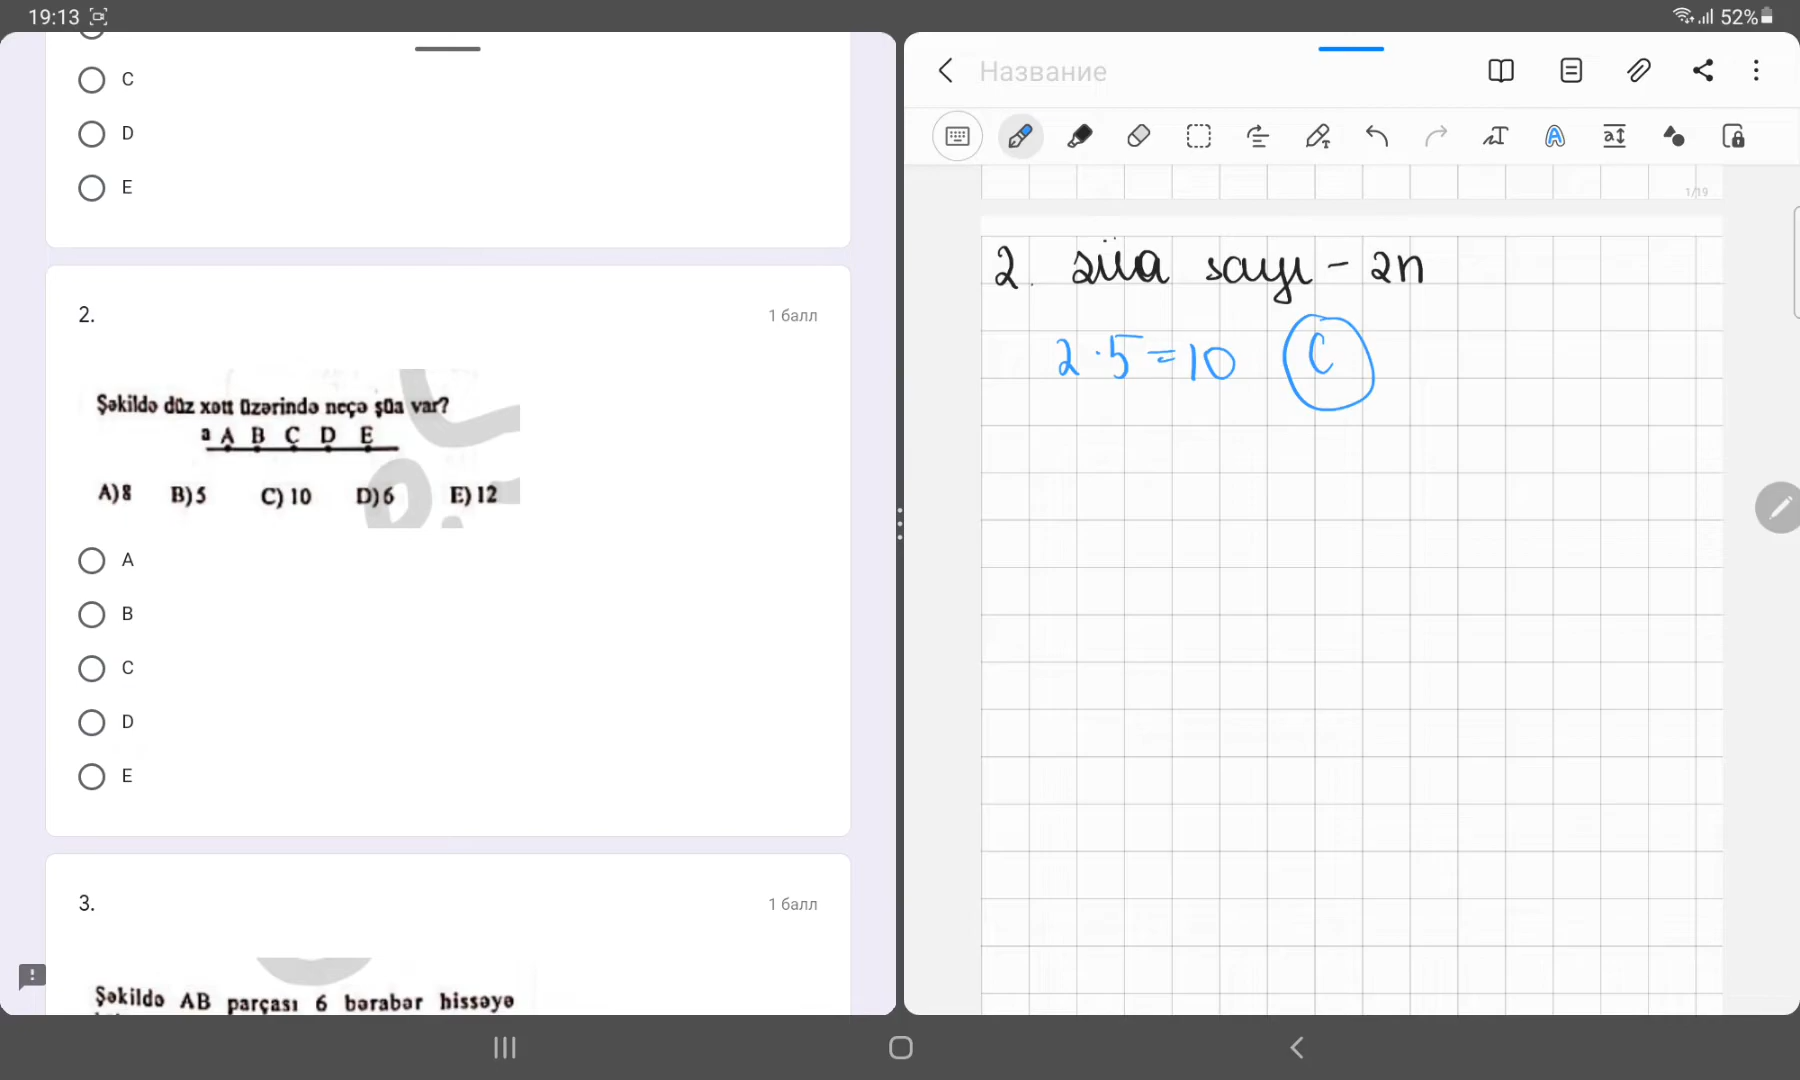 19:13
52%
C
D
E
2.
1 балл
Şəkildə düz xətt üzərində neçə şüa var?
a A B C D E
A) 8 B) 5 C) 10 D) 6 E) 12
A
B
C
D
E
3.
1 балл
Şəkildə AB parçası 6 bərabər hissəyə
Название
1/19
2. şüa sayı - 2n
2·5=10 C